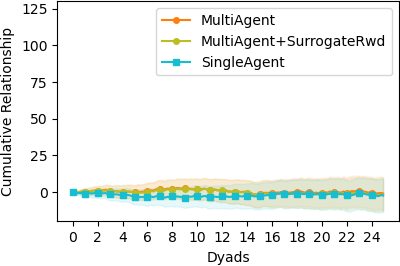 MultiAgent
MultiAgent+SurrogateRwd
SingleAgent
Cumulative Relationship
125
100
75
50
25
0
0 2 4 6 8 10 12 14 16 18 20 22 24
Dyads